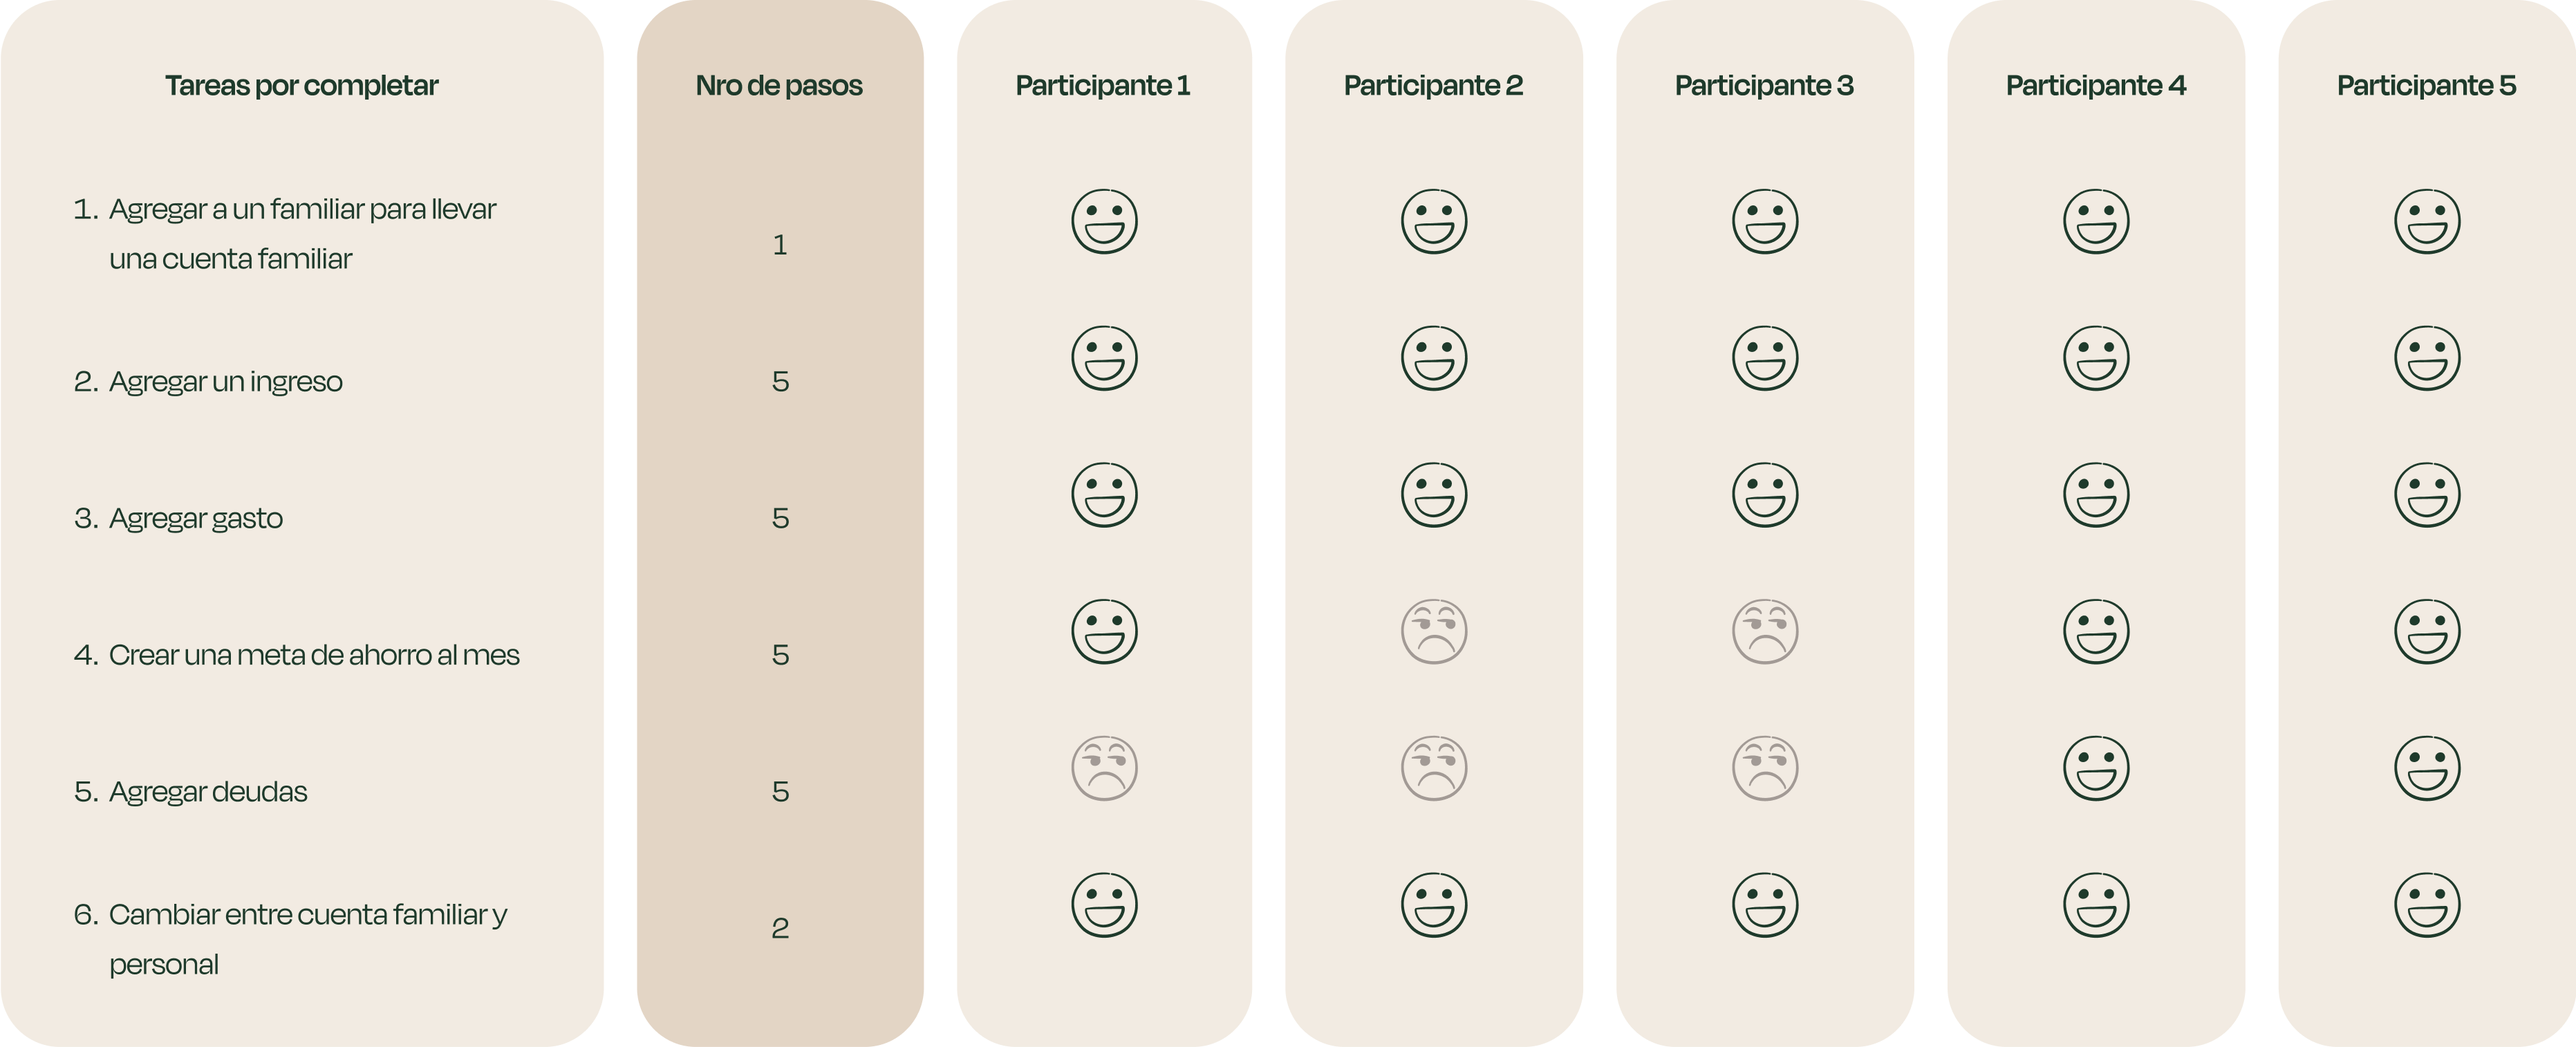 Tareas por completar
Nro de pasos
Participante 1
Participante 2
Participante 3
Participante 4
Participante 5
1. Agregar a un familiar para llevar
una cuenta familiar
1
2. Agregar un ingreso
5
3. Agregar gasto
5
4. Crear una meta de ahorro al mes
5
5. Agregar deudas
5
6. Cambiar entre cuenta familiar y
personal
2